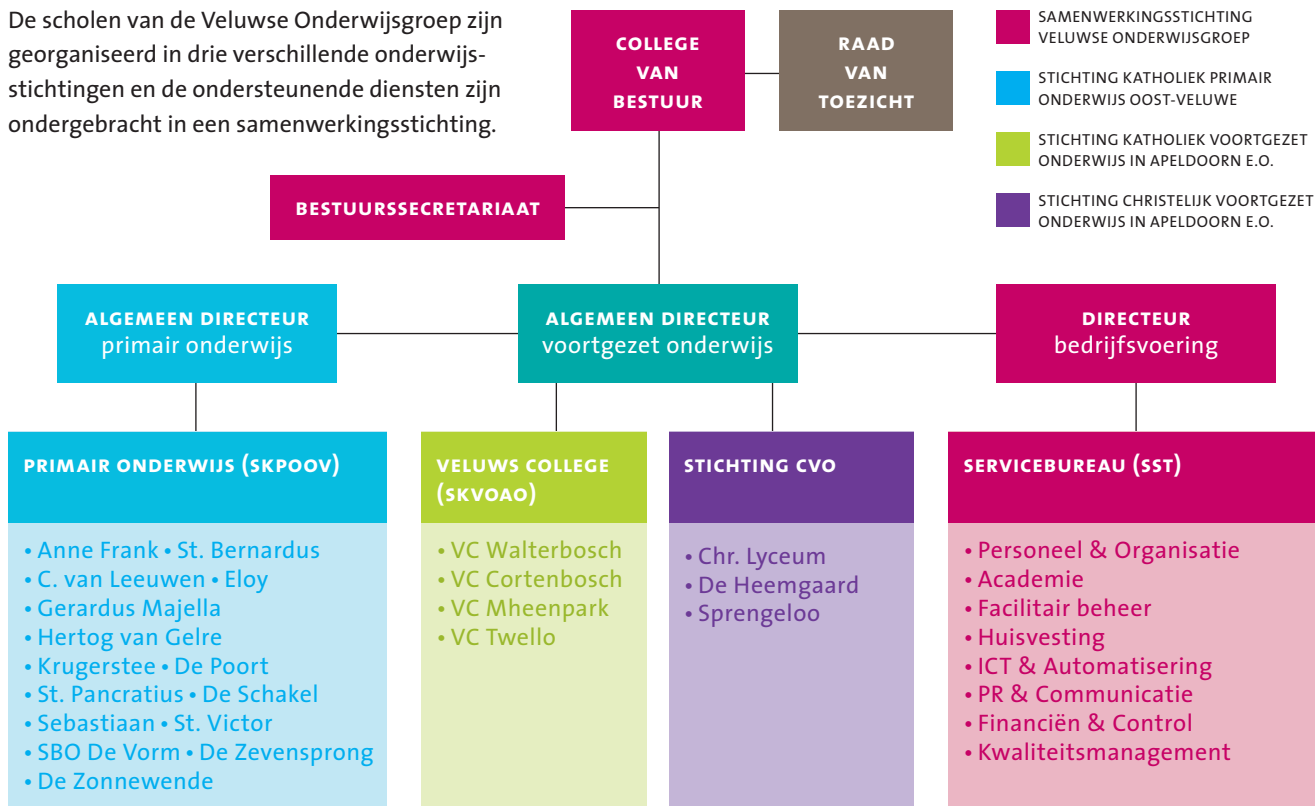 De scholen van de Veluwse Onderwijsgroep zijn
georganiseerd in drie verschillende onderwijs-
stichtingen en de ondersteunende diensten zijn
ondergebracht in een samenwerkingsstichting.
COLLEGE
VAN
BESTUUR
RAAD
VAN
TOEZICHT
SAMENWERKINGSSTICHTING
VELUWSE ONDERWIJSGROEP
STICHTING KATHOLIEK PRIMAIR
ONDERWIJS OOST-VELUWE
STICHTING KATHOLIEK VOORTGEZET
ONDERWIJS IN APELDOORN E.O.
STICHTING CHRISTELIJK VOORTGEZET
ONDERWIJS IN APELDOORN E.O.
BESTUURSSECRETARIAAT
ALGEMEEN DIRECTEUR
primair onderwijs
ALGEMEEN DIRECTEUR
voortgezet onderwijs
DIRECTEUR
bedrijfsvoering
PRIMAIR ONDERWIJS (SKPOOV)
• Anne Frank • St. Bernardus
• C. van Leeuwen • Eloy
• Gerardus Majella
• Hertog van Gelre
• Krugerstee • De Poort
• St. Pancratius • De Schakel
• Sebastiaan • St. Victor
• SBO De Vorm • De Zevensprong
• De Zonnewende
VELUWS COLLEGE
(SKVOAO)
• VC Walterbosch
• VC Cortenbosch
• VC Mheenpark
• VC Twello
STICHTING CVO
• Chr. Lyceum
• De Heemgaard
• Sprengeloo
SERVICEBUREAU (SST)
• Personeel & Organisatie
• Academie
• Facilitair beheer
• Huisvesting
• ICT & Automatisering
• PR & Communicatie
• Financiën & Control
• Kwaliteitsmanagement